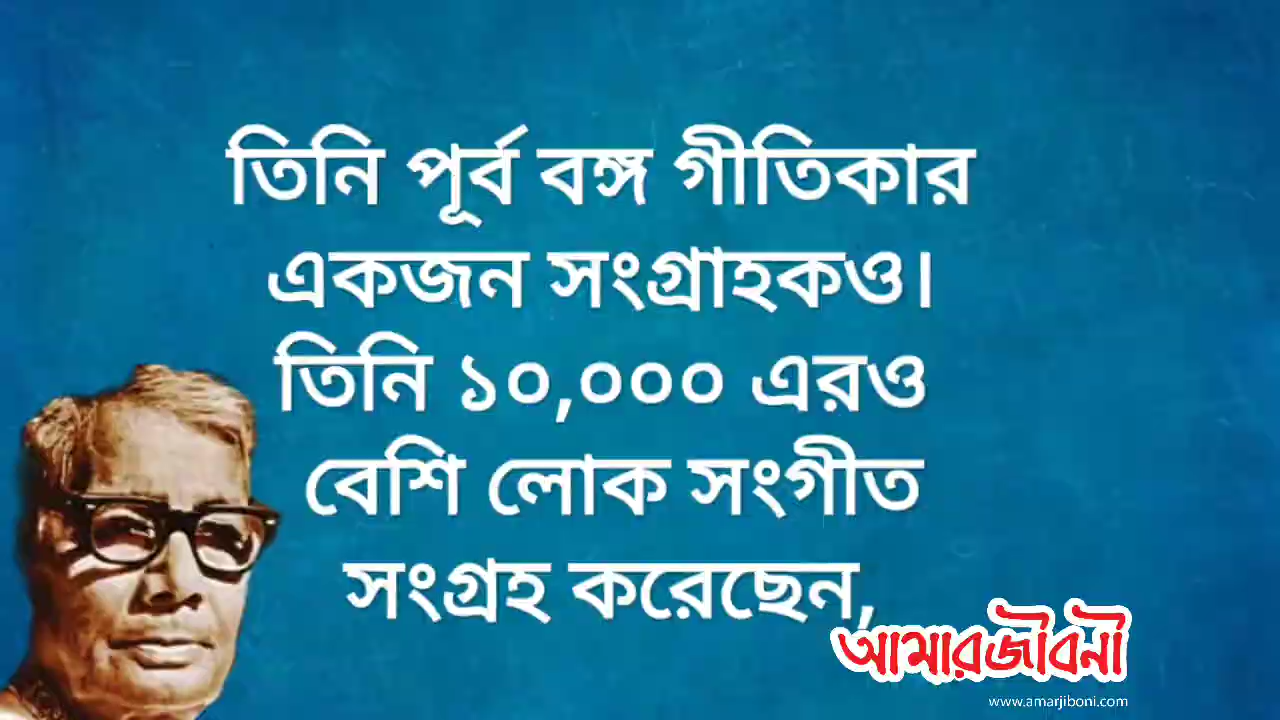 তিনি পূর্ব বঙ্গ গীতিকার
একজন সংগ্রাহকও।
তিনি ১০,০০০ এরও
বেশি লোক সংগীত
সংগ্রহ করেছেন,
আমারজীবনী
www.amarjiboni.com